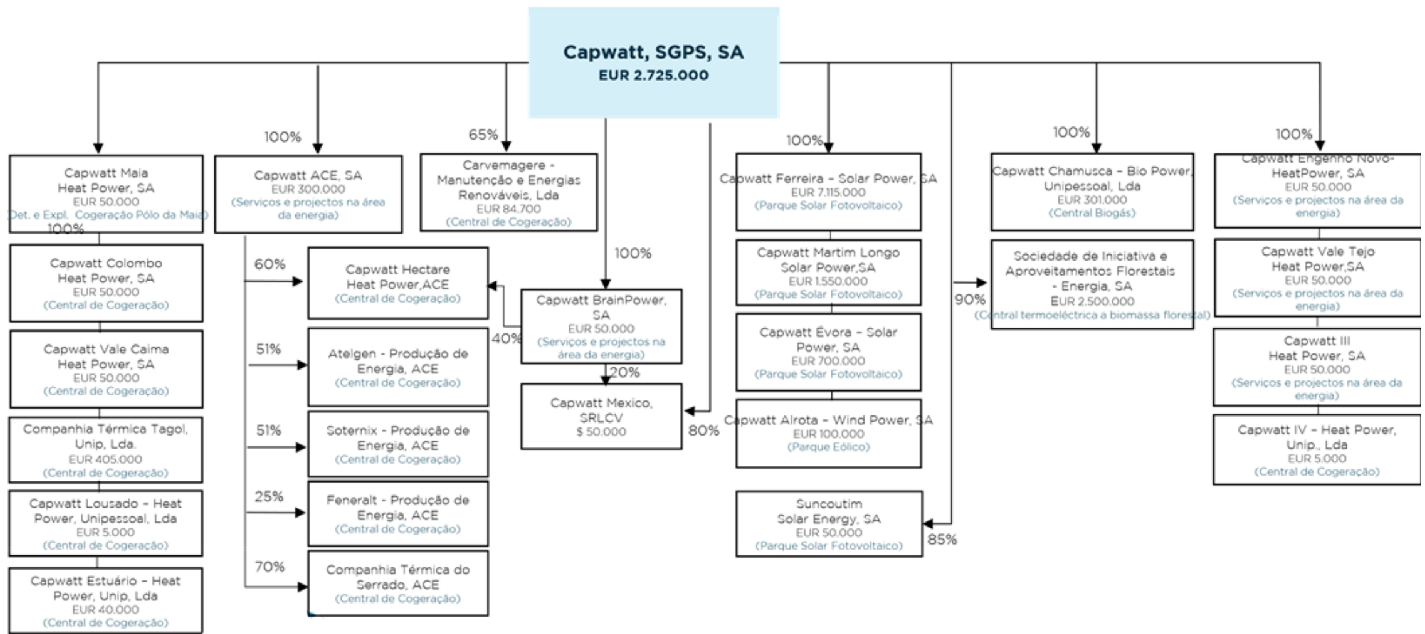 Capwatt, SGPS, SA
EUR 2.725.000
100%
Capwatt Maia
Heat Power, SA
EUR 50.000
Det. e Expl. Cogeração Pólo da Maia)
100%
Capwatt Colombo
Heat Power, SA
EUR 50.000
(Central de Cogeração)
Capwatt Vale Caima
Heat Power, SA
EUR 50.000
(Central de Cogeração)
Companhia Térmica Tagol,
Unip, Lda.
EUR 405.000
(Central de Cogeração)
Capwatt Lousado – Heat
Power, Unipessoal, Lda
EUR 5.000
(Central de Cogeração)
Capwatt Estuário – Heat
Power, Unip, Lda
EUR 40.000
(Central de Cogeração)
Capwatt ACE, SA
EUR 300.000
(Serviços e projectos na área
da energia)
60%
Capwatt Hectare
Heat Power,ACE
(Central de Cogeração)
51%
Atelgen - Produção de
Energia, ACE
(Central de Cogeração)
51%
Soternix - Produção de
Energia, ACE
(Central de Cogeração)
25%
Feneralt - Produção de
Energia, ACE
(Central de Cogeração)
70%
Companhia Térmica do
Serrado, ACE
(Central de Cogeração)
65%
Carvemagere -
Manutenção e Energias
Renováveis, Lda
EUR 84.700
(Central de Cogeração)
100%
Capwatt BrainPower,
SA
EUR 50.000
(Serviços e projectos na
área da energia)
40%
20%
Capwatt Mexico,
SRLCV
$ 50.000
80%
100%
Capwatt Ferreira – Solar Power, SA
EUR 7.115.000
(Parque Solar Fotovoltaico)
Capwatt Martim Longo
Solar Power,SA
EUR 1.550.000
(Parque Solar Fotovoltaico)
Capwatt Évora – Solar
Power, SA
EUR 700.000
(Parque Solar Fotovoltaico)
Capwatt Alrota – Wind Power, SA
EUR 100.000
(Parque Eólico)
Suncoutim
Solar Energy, SA
EUR 50.000
(Parque Solar Fotovoltaico)
85%
100%
Capwatt Chamusca – Bio Power,
Unipessoal, Lda
EUR 301.000
(Central Biogás)
90%
Sociedade de Iniciativa e
Aproveitamentos Florestais
- Energia, SA
EUR 2.500.000
(Central termoeléctrica a biomassa florestal)
100%
Capwatt Engenho Novo-
HeatPower, SA
EUR 50.000
(Serviços e projectos na área da
energia)
Capwatt Vale Tejo
Heat Power,SA
EUR 50.000
(Serviços e projectos na área da
energia)
Capwatt III
Heat Power, SA
EUR 50.000
(Serviços e projectos na área da
energia)
Capwatt IV – Heat Power,
Unip., Lda
EUR 5.000
(Central de Cogeração)